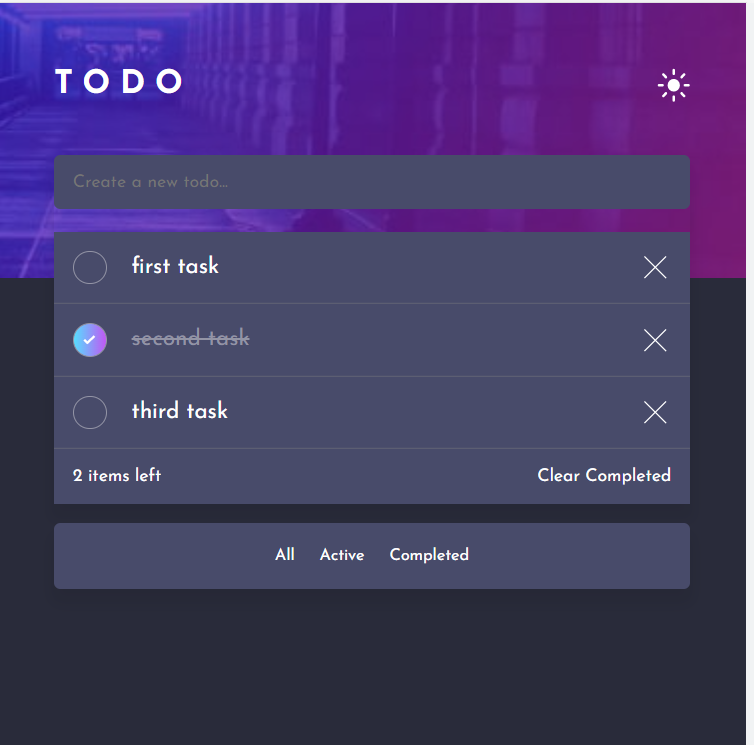 TODO
Create a new todo...
first task
second task
third task
2 items left
Clear Completed
All Active Completed